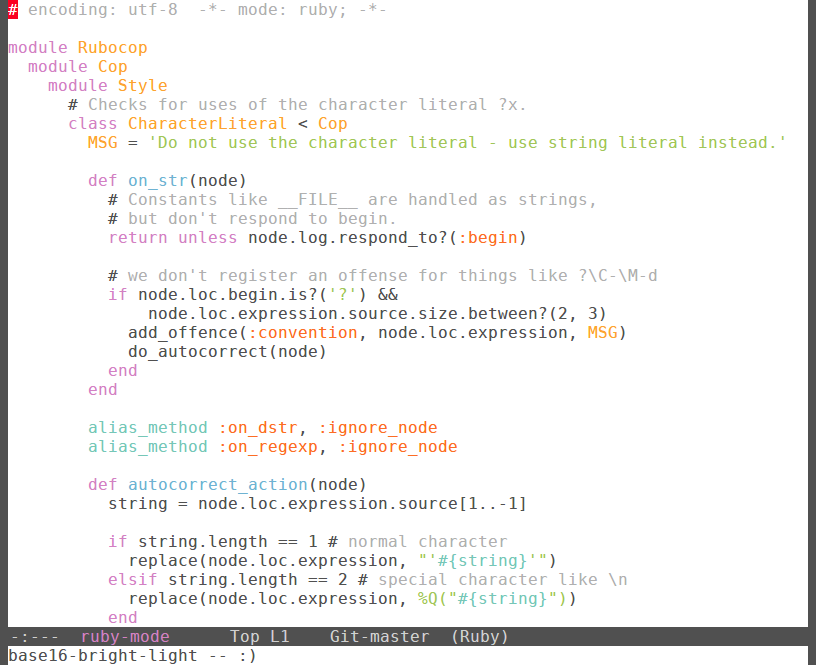 # encoding: utf-8  -*- mode: ruby; -*-

module Rubocop
  module Cop
    module Style
      # Checks for uses of the character literal ?x.
      class CharacterLiteral < Cop
        MSG = 'Do not use the character literal - use string literal instead.'

        def on_str(node)
          # Constants like __FILE__ are handled as strings,
          # but don't respond to begin.
          return unless node.log.respond_to?(:begin)

          # we don't register an offense for things like ?\C-\M-d
          if node.loc.begin.is?('?') &&
              node.loc.expression.source.size.between?(2, 3)
            add_offence(:convention, node.loc.expression, MSG)
            do_autocorrect(node)
          end
        end

        alias_method :on_dstr, :ignore_node
        alias_method :on_regexp, :ignore_node

        def autocorrect_action(node)
          string = node.loc.expression.source[1..-1]

          if string.length == 1 # normal character
            replace(node.loc.expression, "'#{string}'")
          elsif string.length == 2 # special character like \n
            replace(node.loc.expression, %Q("#{string}"))
          end
-:---  ruby-mode      Top L1    Git-master  (Ruby)
base16-bright-light -- :)